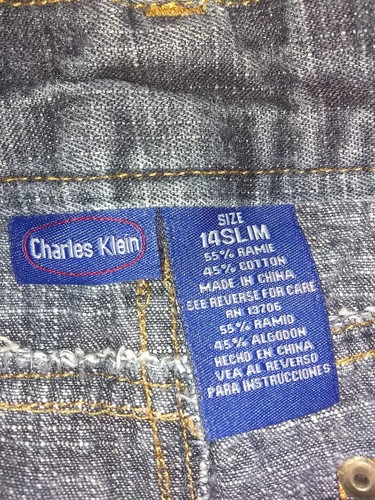 Charles Klein
SIZE
14SLIM
55% RAMIE
45% COTTON
MADE IN CHINA
SEE REVERSE FOR CARE
RN 13706
55% RAMIO
45% ALGODON
HECHO EN CHINA
VEA AL REVERSO
PARA INSTRUCCIONES